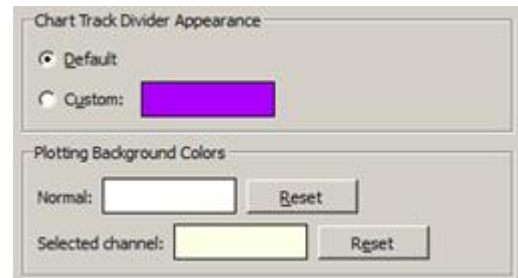 Chart Track Divider Appearance
Default
Custom:
Plotting Background Colors
Normal: Reset
Selected channel: Reset